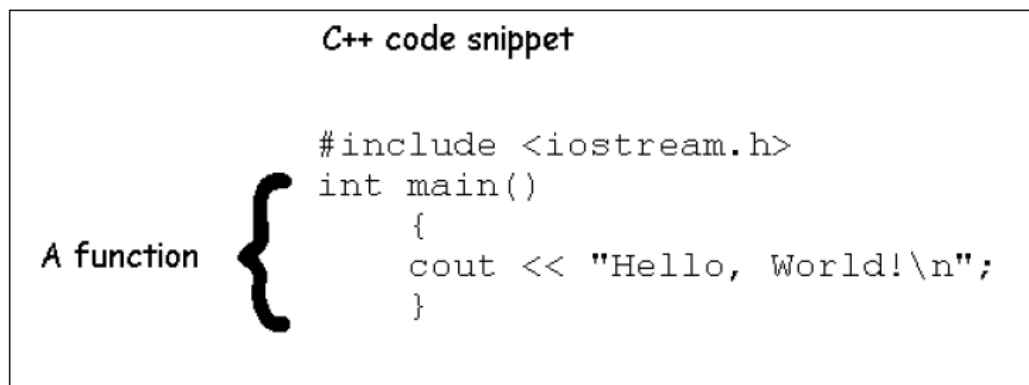 C++ code snippet
#include <iostream.h>
int main()
{
A function
cout << "Hello, World!\n";
}